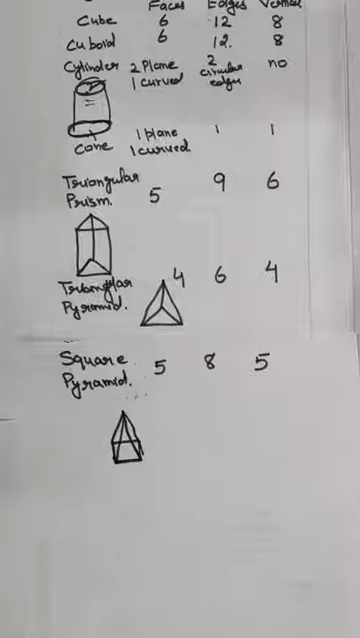 Faces Edges Vertices
Cube 6 12 8
Cuboid 6 12. 8
Cylinder 2 Plane 2 no
1 curved circular
edges
Cone 1 plane 1 1
1 curved.
Triangular 5 9 6
Prism.
Triangular 4 6 4
Pyramid.
Square 5 8 5
Pyramid.